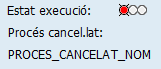 Estat execució:
Procés cancel.lat:
PROCES_CANCELAT_NOM